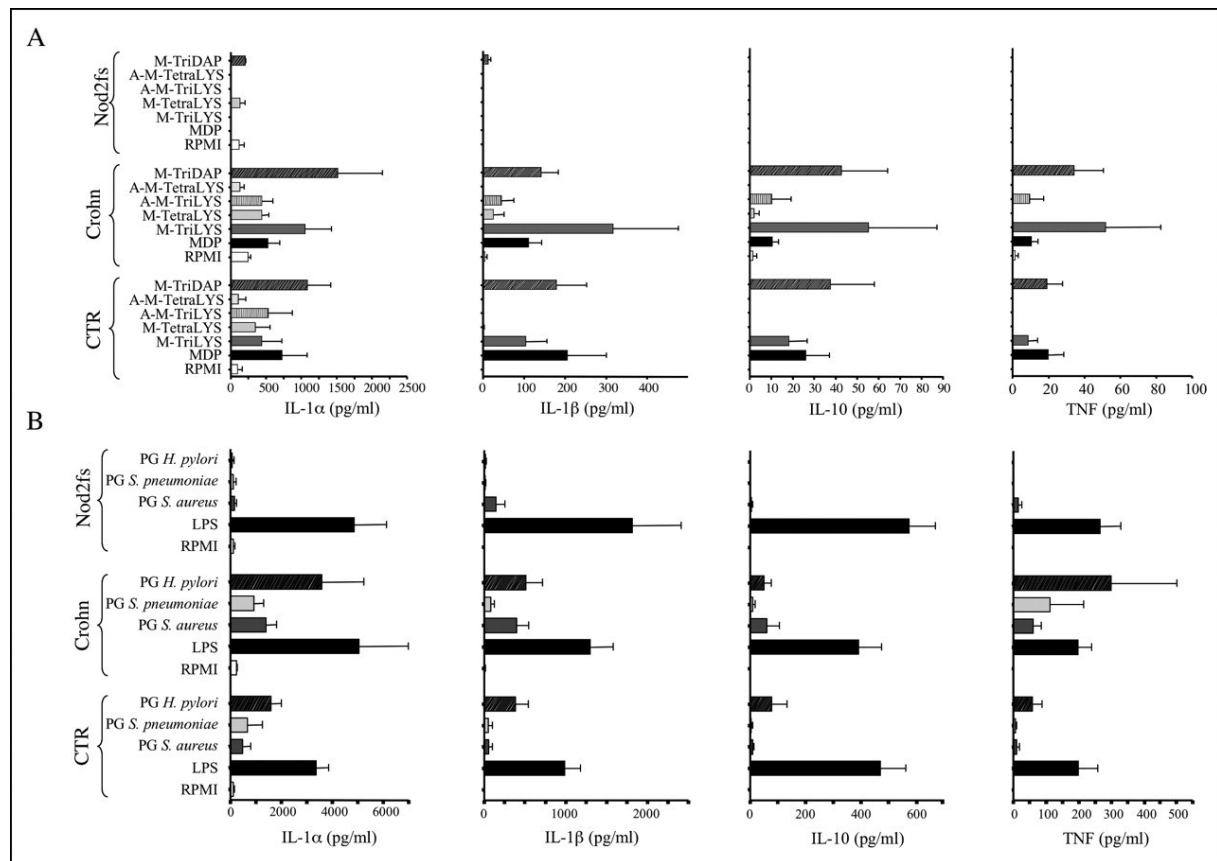 A
Nod2fs
M-TriDAP
A-M-TetraLYS
A-M-TriLYS
M-TetraLYS
M-TriLYS
MDP
RPMI
Crohn
M-TriDAP
A-M-TetraLYS
A-M-TriLYS
M-TetraLYS
M-TriLYS
MDP
RPMI
CTR
M-TriDAP
A-M-TetraLYS
A-M-TriLYS
M-TetraLYS
M-TriLYS
MDP
RPMI
0 500 1000 1500 2000 2500
IL-1α (pg/ml)
0 100 200 300 400
IL-1β (pg/ml)
0 10 20 30 40 50 60 70 80 90
IL-10 (pg/ml)
0 20 40 60 80 100
TNF (pg/ml)
B
Nod2fs
PG H. pylori
PG S. pneumoniae
PG S. aureus
LPS
RPMI
Crohn
PG H. pylori
PG S. pneumoniae
PG S. aureus
LPS
RPMI
CTR
PG H. pylori
PG S. pneumoniae
PG S. aureus
LPS
RPMI
0 2000 4000 6000
IL-1α (pg/ml)
0 1000 2000
IL-1β (pg/ml)
0 200 400 600
IL-10 (pg/ml)
0 100 200 300 400 500
TNF (pg/ml)